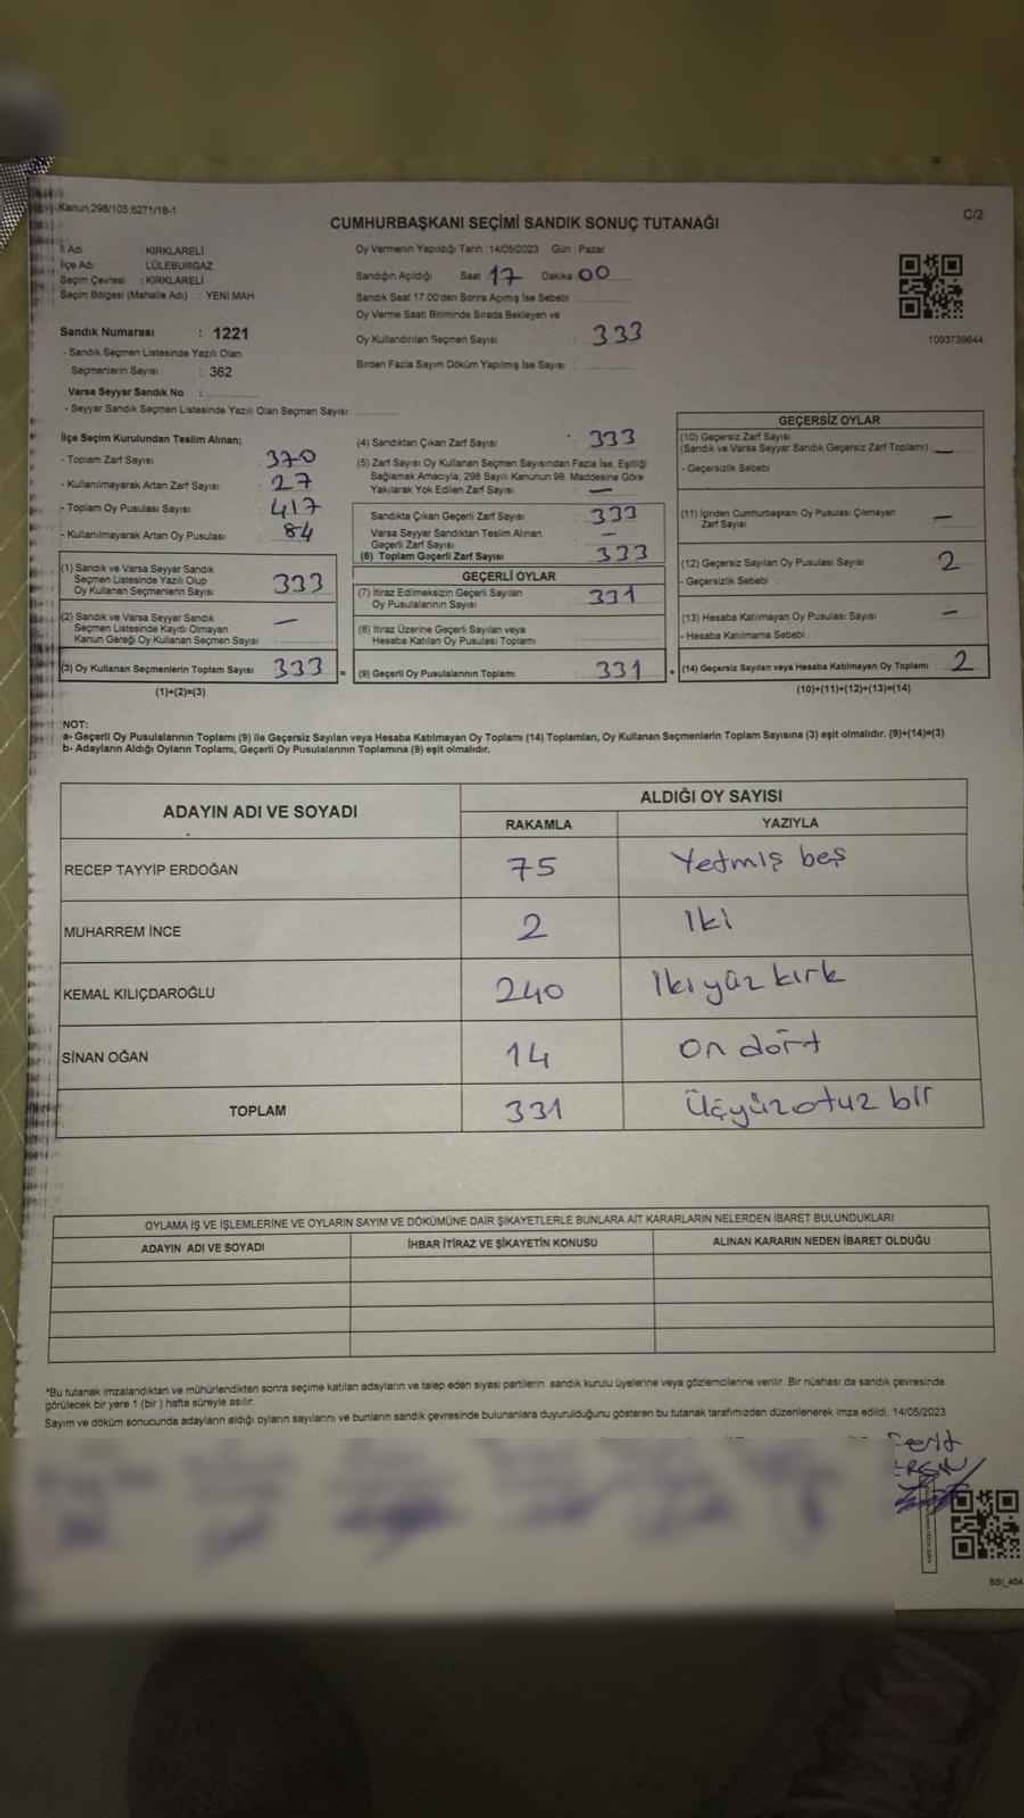 Kanun:298/103:6271/18-1
C/2
CUMHURBAŞKANI SEÇİMİ SANDIK SONUÇ TUTANAĞI
İl Adı : KIRKLARELİ
İlçe Adı : LÜLEBURGAZ
Seçim Çevresi : KIRKLARELİ
Seçim Bölgesi (Mahalle Adı) : YENİ MAH
Sandık Numarası : 1221
- Sandık Seçmen Listesinde Yazılı Olan
Seçmenlerin Sayısı : 362
Varsa Seyyar Sandık No :
- Seyyar Sandık Seçmen Listesinde Yazılı Olan Seçmen Sayısı
Oy Vermenin Yapıldığı Tarih :14/05/2023 Gün : Pazar
Sandığın Açıldığı Saat 17 Dakika 00
Sandık Saat 17.00'den Sonra Açılmış İse Sebebi
Oy Verme Saati Bitiminde Sırada Bekleyen ve
Oy Kullandırılan Seçmen Sayısı : 333
Birden Fazla Sayım Döküm Yapılmış İse Sayısı :
1093739644
İlçe Seçim Kurulundan Teslim Alınan;
- Toplam Zarf Sayısı 370
- Kullanılmayarak Artan Zarf Sayısı 27
- Toplam Oy Pusulası Sayısı 417
- Kullanılmayarak Artan Oy Pusulası 84
(1) Sandık ve Varsa Seyyar Sandık
Seçmen Listesinde Yazılı Olup
Oy Kullanan Seçmenlerin Sayısı 333
(2) Sandık ve Varsa Seyyar Sandık
Seçmen Listesinde Kayıtlı Olmayan
Kanun Gereği Oy Kullanan Seçmen Sayısı —
(3) Oy Kullanan Seçmenlerin Toplam Sayısı 333 =
(1)+(2)=(3)
(4) Sandıktan Çıkan Zarf Sayısı : 333
(5) Zarf Sayısı Oy Kullanan Seçmen Sayısından Fazla İse, Eşitliği
Sağlamak Amacıyla; 298 Sayılı Kanunun 98. Maddesine Göre
Yakılarak Yok Edilen Zarf Sayısı —
Sandıkta Çıkan Geçerli Zarf Sayısı 333
Varsa Seyyar Sandıktan Teslim Alınan
Geçerli Zarf Sayısı —
(6) Toplam Geçerli Zarf Sayısı 333
GEÇERLİ OYLAR
(7) İtiraz Edilmeksizin Geçerli Sayılan
Oy Pusulalarının Sayısı 331
(8) İtiraz Üzerine Geçerli Sayılan veya
Hesaba Katılan Oy Pusulası Toplamı
(9) Geçerli Oy Pusulalarının Toplamı 331 +
GEÇERSİZ OYLAR
(10) Geçersiz Zarf Sayısı
(Sandık ve Varsa Seyyar Sandık Geçersiz Zarf Toplamı) —
- Geçersizlik Sebebi
(11) İçinden Cumhurbaşkanı Oy Pusulası Çıkmayan
Zarf Sayısı —
(12) Geçersiz Sayılan Oy Pusulası Sayısı 2
- Geçersizlik Sebebi
(13) Hesaba Katılmayan Oy Pusulası Sayısı —
- Hesaba Katılmama Sebebi
(14) Geçersiz Sayılan veya Hesaba Katılmayan Oy Toplamı 2
(10)+(11)+(12)+(13)=(14)
NOT:
a- Geçerli Oy Pusulalarının Toplamı (9) ile Geçersiz Sayılan veya Hesaba Katılmayan Oy Toplamı (14) Toplamları, Oy Kullanan Seçmenlerin Toplam Sayısına (3) eşit olmalıdır. (9)+(14)=(3)
b- Adayların Aldığı Oyların Toplamı, Geçerli Oy Pusulalarının Toplamına (9) eşit olmalıdır.
ADAYIN ADI VE SOYADI
ALDIĞI OY SAYISI
RAKAMLA YAZIYLA
RECEP TAYYİP ERDOĞAN 75 Yetmiş beş
MUHARREM İNCE 2 Iki
KEMAL KILIÇDAROĞLU 240 Ikiyüz kırk
SİNAN OĞAN 14 on dört
TOPLAM 331 Üçyüzotuz bir
OYLAMA İŞ VE İŞLEMLERİNE VE OYLARIN SAYIM VE DÖKÜMÜNE DAİR ŞİKAYETLERLE BUNLARA AİT KARARLARIN NELERDEN İBARET BULUNDUKLARI
ADAYIN ADI VE SOYADI İHBAR İTİRAZ VE ŞİKAYETİN KONUSU ALINAN KARARIN NEDEN İBARET OLDUĞU
*Bu tutanak imzalandıktan ve mühürlendikten sonra seçime katılan adayların ve talep eden siyasi partilerin sandık kurulu üyelerine veya gözlemcilerine verilir. Bir nüshası da sandık çevresinde
görülecek bir yere 1 (bir) hafta süreyle asılır.
Sayım ve döküm sonucunda adayların aldığı oyların sayılarını ve bunların sandık çevresinde bulunanlara duyurulduğunu gösteren bu tutanak tarafımızdan düzenlenerek imza edildi. 14/05/2023